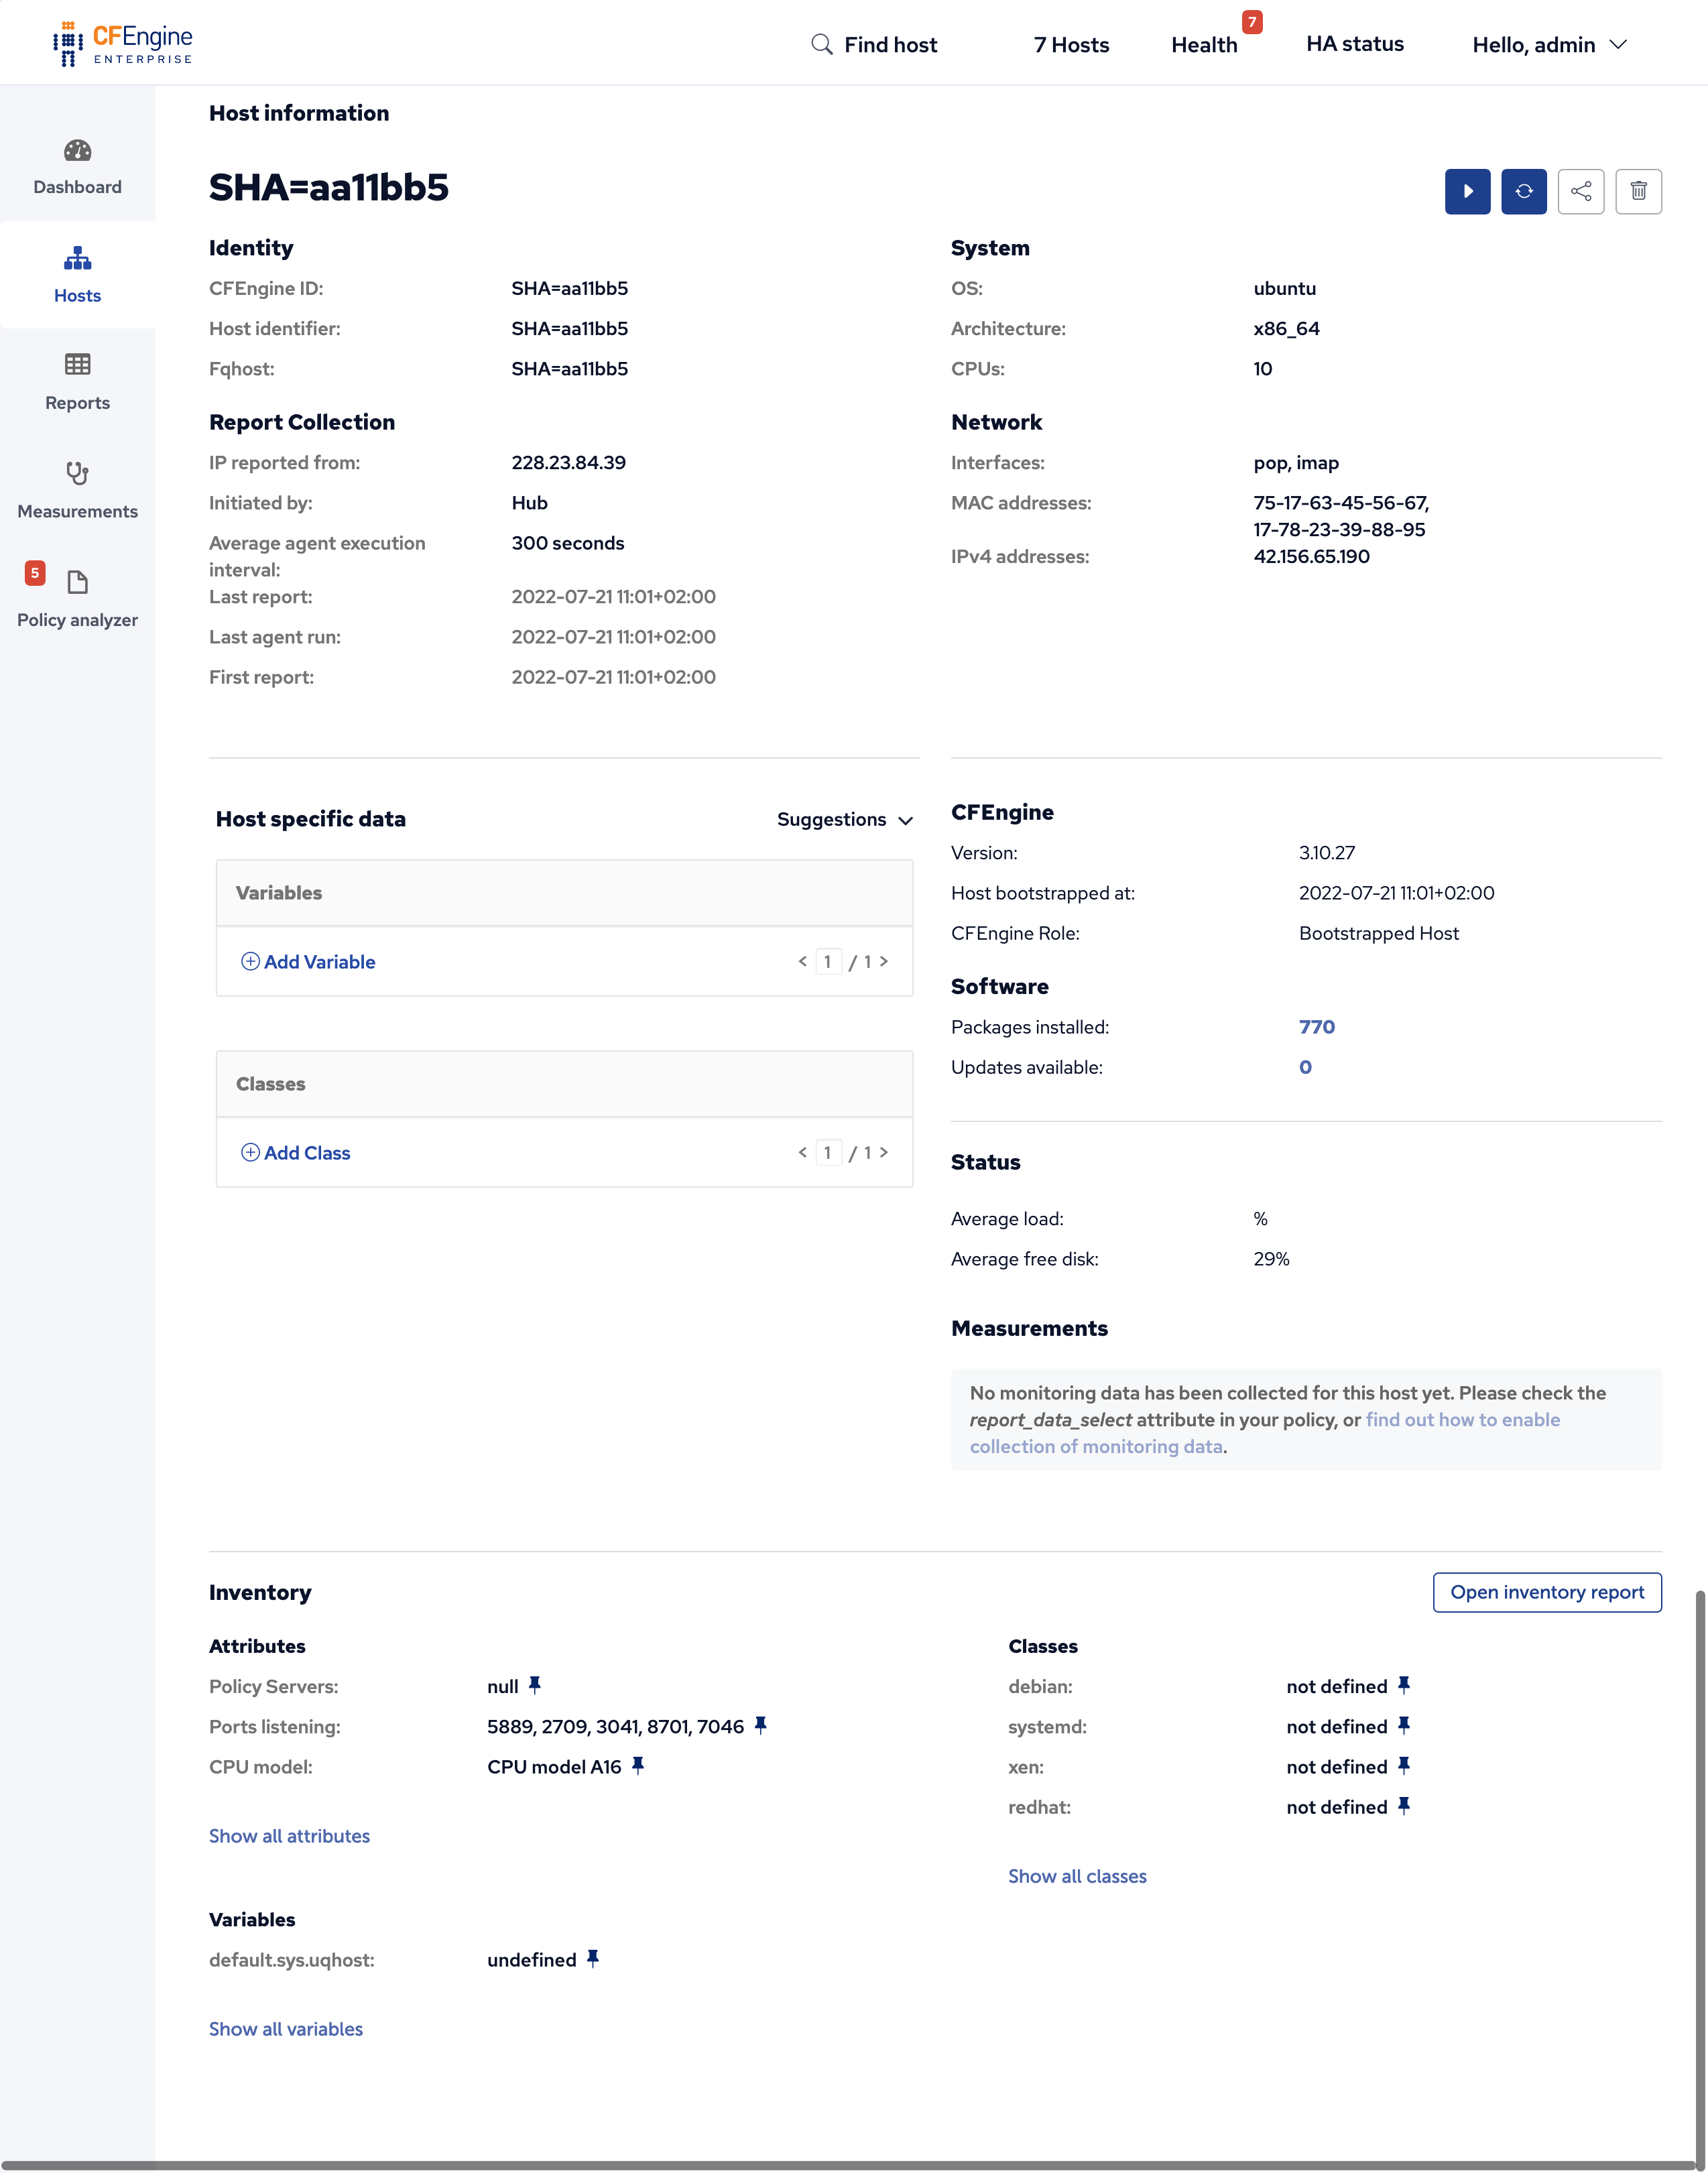 CFEngine
ENTERPRISE
Find host
7 Hosts
Health
7
HA status
Hello, admin
Dashboard
Hosts
Reports
Measurements
5
Policy analyzer
Host information
SHA=aa11bb5
Identity
CFEngine ID: SHA=aa11bb5
Host identifier: SHA=aa11bb5
Fqhost: SHA=aa11bb5
System
OS: ubuntu
Architecture: x86_64
CPUs: 10
Report Collection
IP reported from: 228.23.84.39
Initiated by: Hub
Average agent execution 300 seconds
interval:
Last report: 2022-07-21 11:01+02:00
Last agent run: 2022-07-21 11:01+02:00
First report: 2022-07-21 11:01+02:00
Network
Interfaces: pop, imap
MAC addresses: 75-17-63-45-56-67,
17-78-23-39-88-95
IPv4 addresses: 42.156.65.190
Host specific data
Suggestions
Variables
Add Variable
< 1 / 1 >
Classes
Add Class
< 1 / 1 >
CFEngine
Version: 3.10.27
Host bootstrapped at: 2022-07-21 11:01+02:00
CFEngine Role: Bootstrapped Host
Software
Packages installed: 770
Updates available: 0
Status
Average load: %
Average free disk: 29%
Measurements
No monitoring data has been collected for this host yet. Please check the
report_data_select attribute in your policy, or find out how to enable
collection of monitoring data.
Inventory
Open inventory report
Attributes
Policy Servers: null
Ports listening: 5889, 2709, 3041, 8701, 7046
CPU model: CPU model A16
Show all attributes
Classes
debian: not defined
systemd: not defined
xen: not defined
redhat: not defined
Show all classes
Variables
default.sys.uqhost: undefined
Show all variables